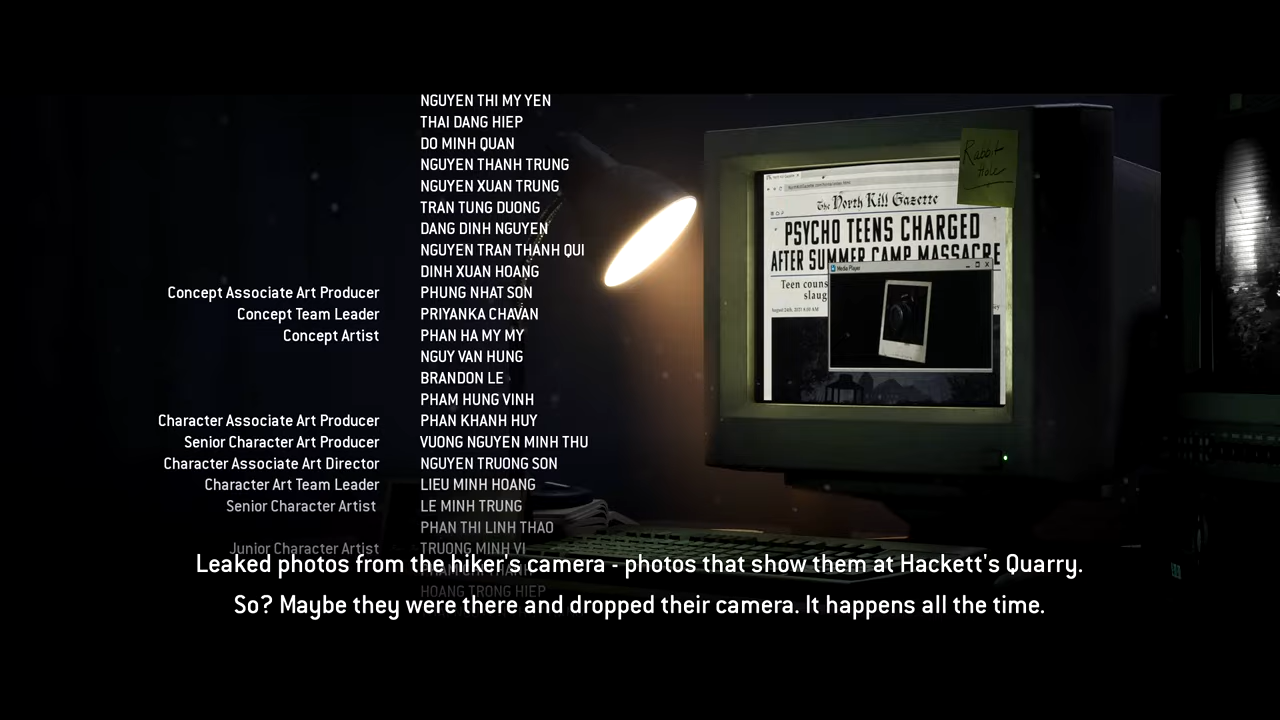 NGUYEN THI MY YEN
THAI DANG HIEP
DO MINH QUAN
NGUYEN THANH TRUNG
NGUYEN XUAN TRUNG
TRAN TUNG DUONG
DANG DINH NGUYEN
NGUYEN TRAN THANH QUI
DINH XUAN HOANG
Concept Associate Art Producer PHUNG NHAT SON
Concept Team Leader PRIYANKA CHAVAN
Concept Artist PHAN HA MY MY
NGUY VAN HUNG
BRANDON LE
PHAM HUNG VINH
Character Associate Art Producer PHAN KHANH HUY
Senior Character Art Producer VUONG NGUYEN MINH THU
Character Associate Art Director NGUYEN TRUONG SON
Character Art Team Leader LIEU MINH HOANG
Senior Character Artist LE MINH TRUNG
PHAN THI LINH THAO
Junior Character Artist TRUONG MINH VI
HOANG TRONG HIEP
Rabbit
Hole
The North Kill Gazette
PSYCHO TEENS CHARGED
AFTER SUMMER CAMP MASSACRE
Teen couns
slaug
Media Player
Leaked photos from the hiker's camera - photos that show them at Hackett's Quarry.
So? Maybe they were there and dropped their camera. It happens all the time.